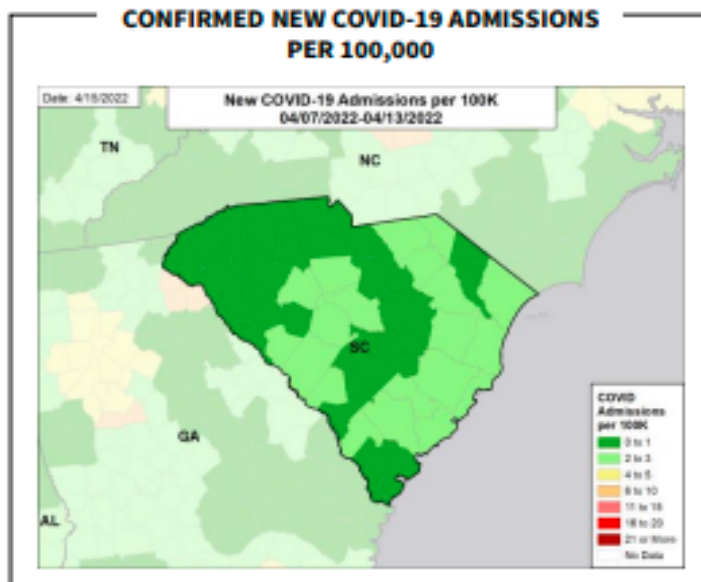 CONFIRMED NEW COVID-19 ADMISSIONS
PER 100,000
Date: 4/15/2022
New COVID-19 Admissions per 100K
04/07/2022-04/13/2022
TN
NC
SC
GA
AL
COVID
Admissions
per 100K
0 to 1
2 to 3
4 to 5
6 to 10
11 to 15
16 to 20
21 or More
No Data